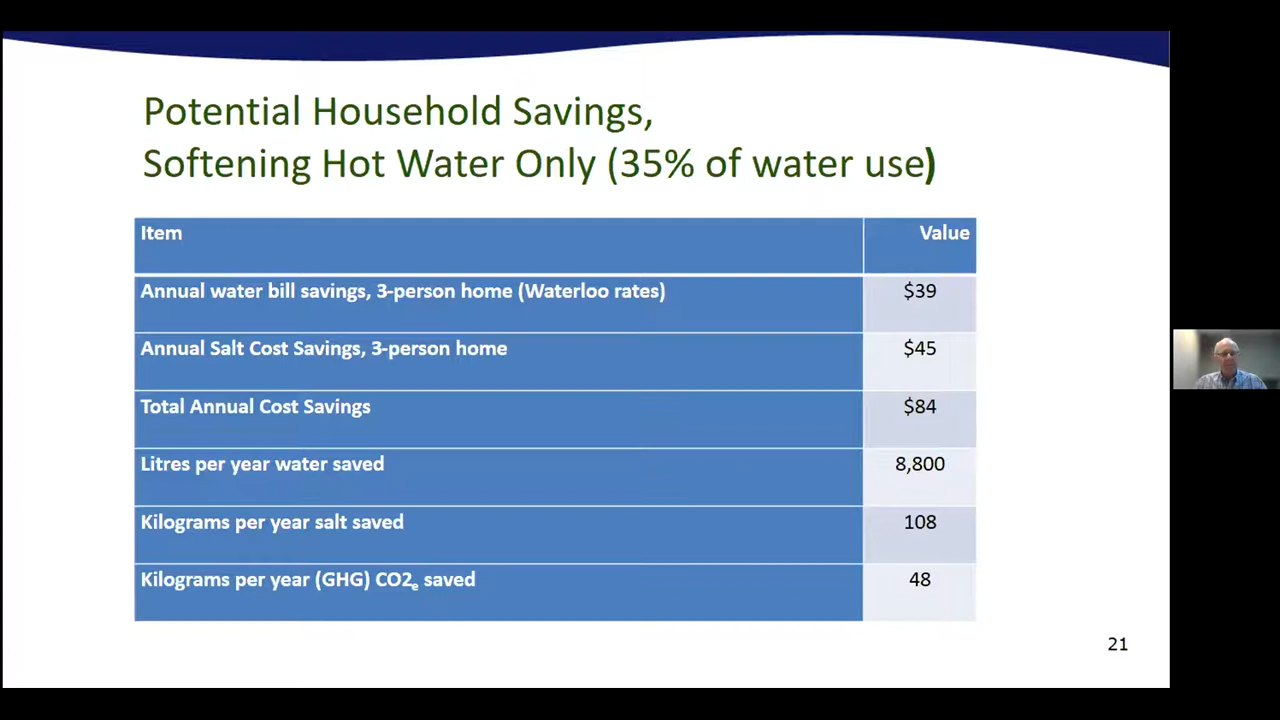 Potential Household Savings,
Softening Hot Water Only (35% of water use)
Item Value
Annual water bill savings, 3-person home (Waterloo rates) $39
Annual Salt Cost Savings, 3-person home $45
Total Annual Cost Savings $84
Litres per year water saved 8,800
Kilograms per year salt saved 108
Kilograms per year (GHG) CO2e saved 48
21